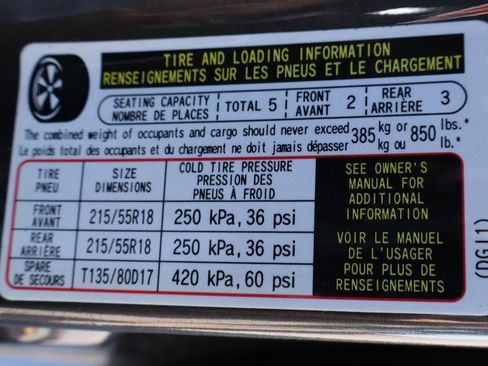 TIRE AND LOADING INFORMATION
RENSEIGNEMENTS SUR LES PNEUS ET LE CHARGEMENT
SEATING CAPACITY
NOMBRE DE PLACES
TOTAL 5
FRONT
AVANT 2
REAR
ARRIÈRE 3
The combined weight of occupants and cargo should never exceed 385 kg or 850 lbs.*
Le poids total des occupants et du chargement ne doit jamais dépasser kg ou lb.*
TIRE
PNEU
SIZE
DIMENSIONS
COLD TIRE PRESSURE
PRESSION DES
PNEUS À FROID
FRONT
AVANT
215/55R18
250 kPa, 36 psi
REAR
ARRIÈRE
215/55R18
250 kPa, 36 psi
SPARE
DE SECOURS
T135/80D17
420 kPa, 60 psi
SEE OWNER'S
MANUAL FOR
ADDITIONAL
INFORMATION
VOIR LE MANUEL
DE L'USAGER
POUR PLUS DE
RENSEIGNEMENTS